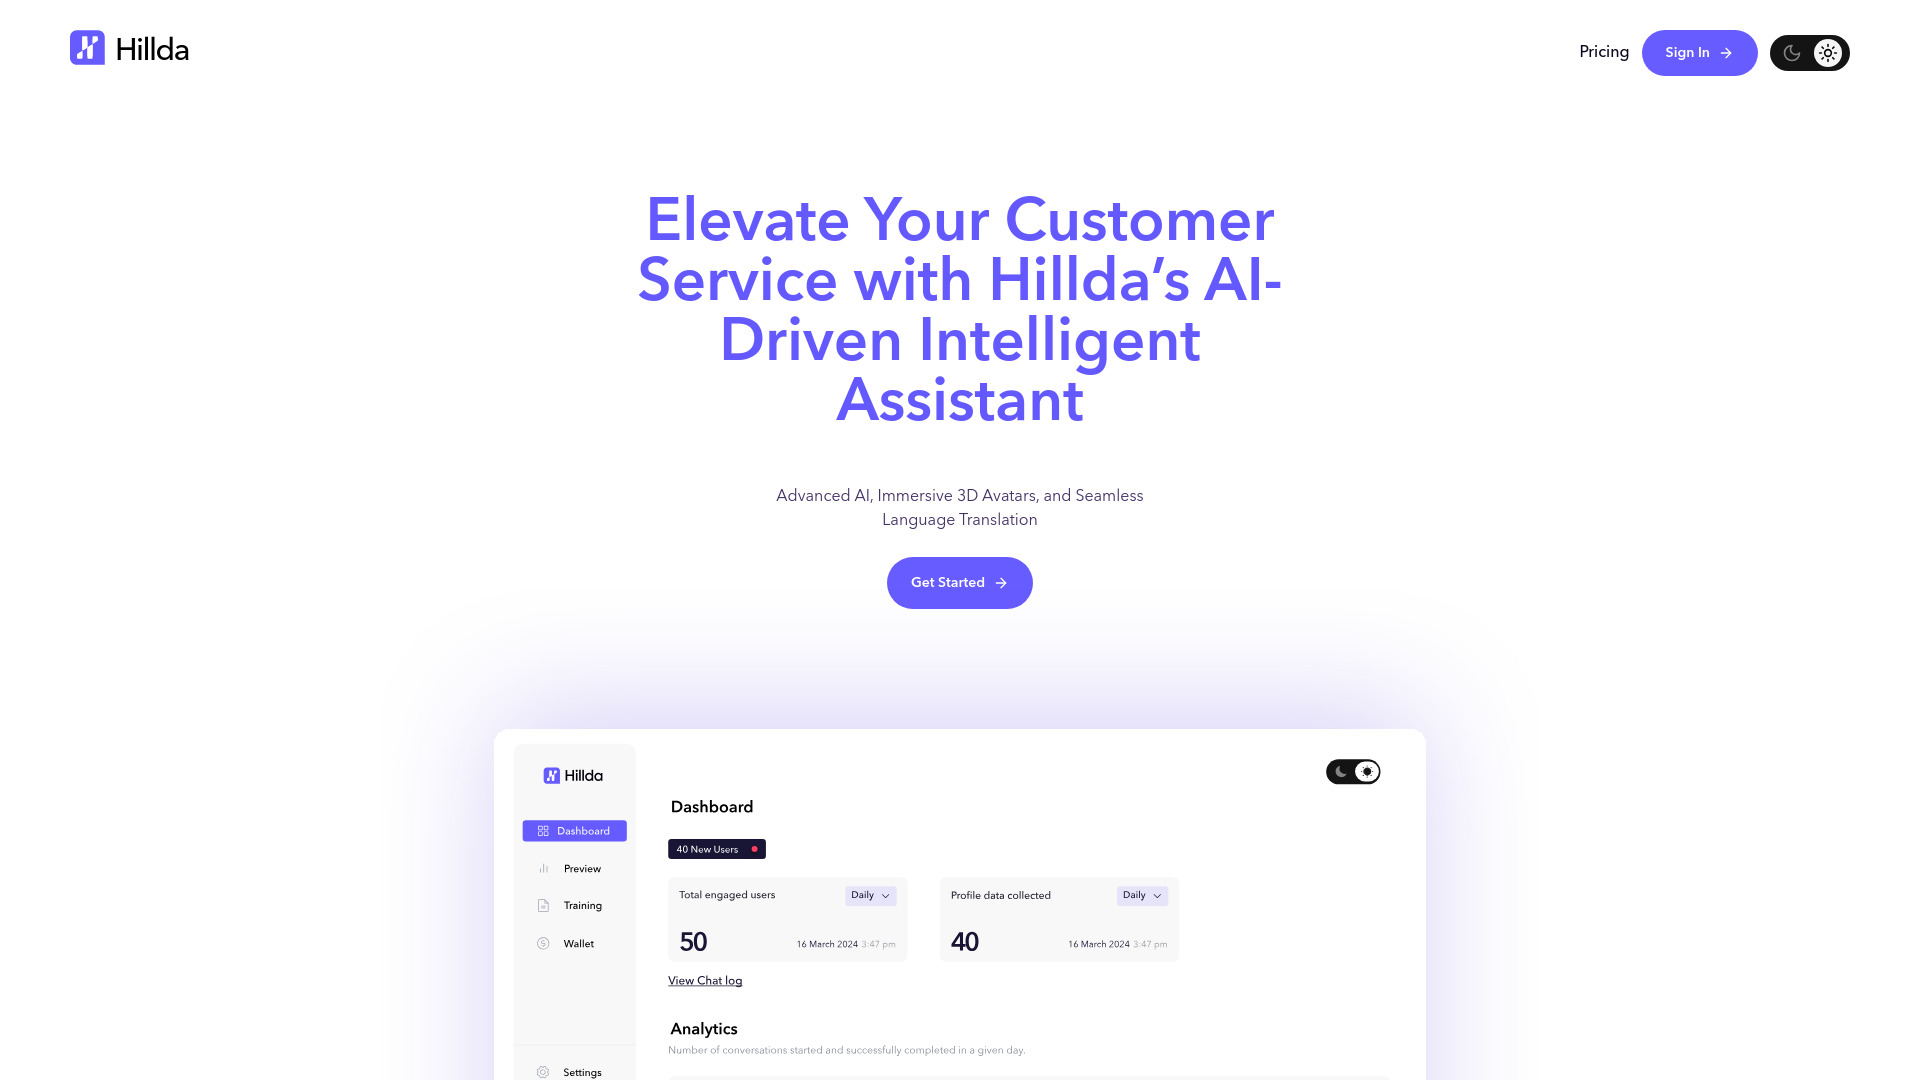 Hillda
Pricing
Sign In
Elevate Your Customer
Service with Hillda’s AI-
Driven Intelligent
Assistant
Advanced AI, Immersive 3D Avatars, and Seamless
Language Translation
Get Started
Hillda
Dashboard
Preview
Training
Wallet
Settings
Dashboard
40 New Users
Total engaged users
Daily
50
16 March 2024 3:47 pm
Profile data collected
Daily
40
16 March 2024 3:47 pm
View Chat log
Analytics
Number of conversations started and successfully completed in a given day.